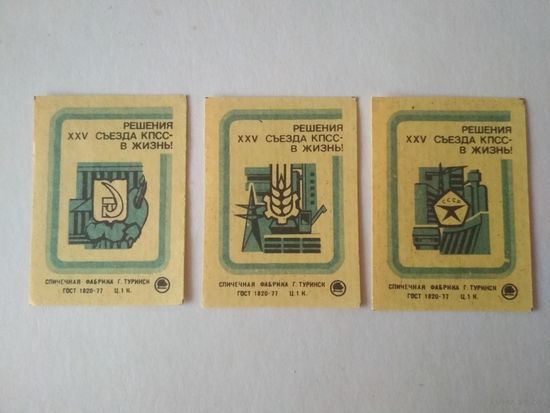 РЕШЕНИЯ
XXV СЪЕЗДА КПСС-
В ЖИЗНЬ!
СПИЧЕЧНАЯ ФАБРИКА Г. ТУРИНСК
ГОСТ 1820-77 Ц.1 К.
РЕШЕНИЯ
XXV СЪЕЗДА КПСС-
В ЖИЗНЬ!
СПИЧЕЧНАЯ ФАБРИКА Г. ТУРИНСК
ГОСТ 1820-77 Ц.1 К.
РЕШЕНИЯ
XXV СЪЕЗДА КПСС-
В ЖИЗНЬ!
СССР
СПИЧЕЧНАЯ ФАБРИКА Г. ТУРИНСК
ГОСТ 1820-77 Ц.1 К.